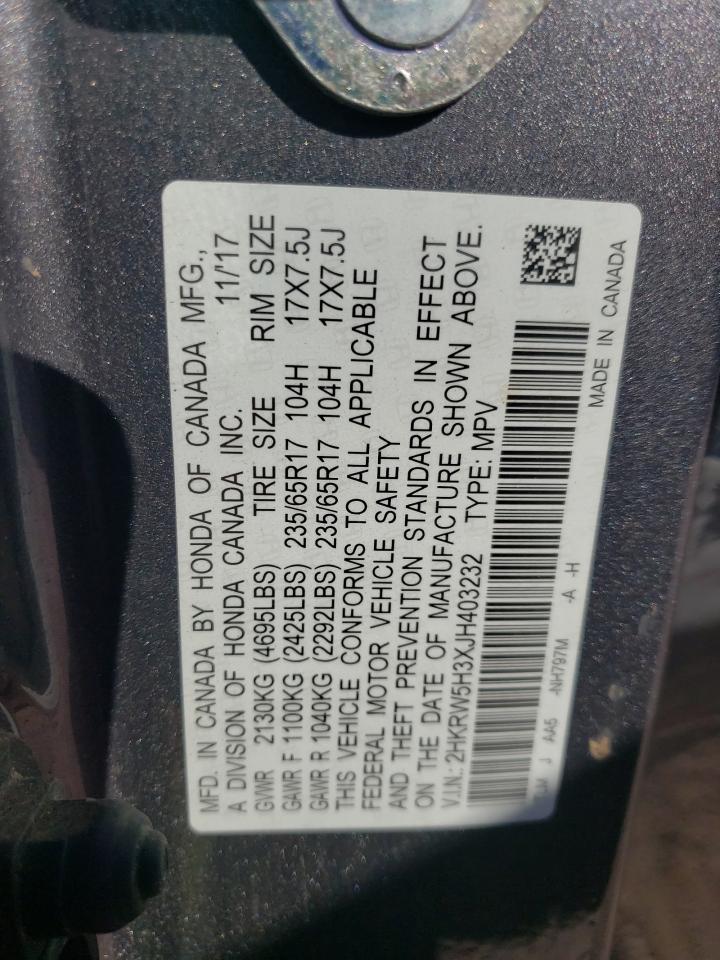 MFD. IN CANADA BY HONDA OF CANADA MFG.,
A DIVISION OF HONDA CANADA INC. 11/'17
GVWR 2130KG (4695LBS) TIRE SIZE RIM SIZE
GAWR F 1100KG (2425LBS) 235/65R17 104H 17X7.5J
GAWR R 1040KG (2292LBS) 235/65R17 104H 17X7.5J
THIS VEHICLE CONFORMS TO ALL APPLICABLE
FEDERAL MOTOR VEHICLE SAFETY
AND THEFT PREVENTION STANDARDS IN EFFECT
ON THE DATE OF MANUFACTURE SHOWN ABOVE.
V.I.N.: 2HKRW5H3XJH403232 TYPE: MPV
J AA5 -NH797M -A -H
MADE IN CANADA